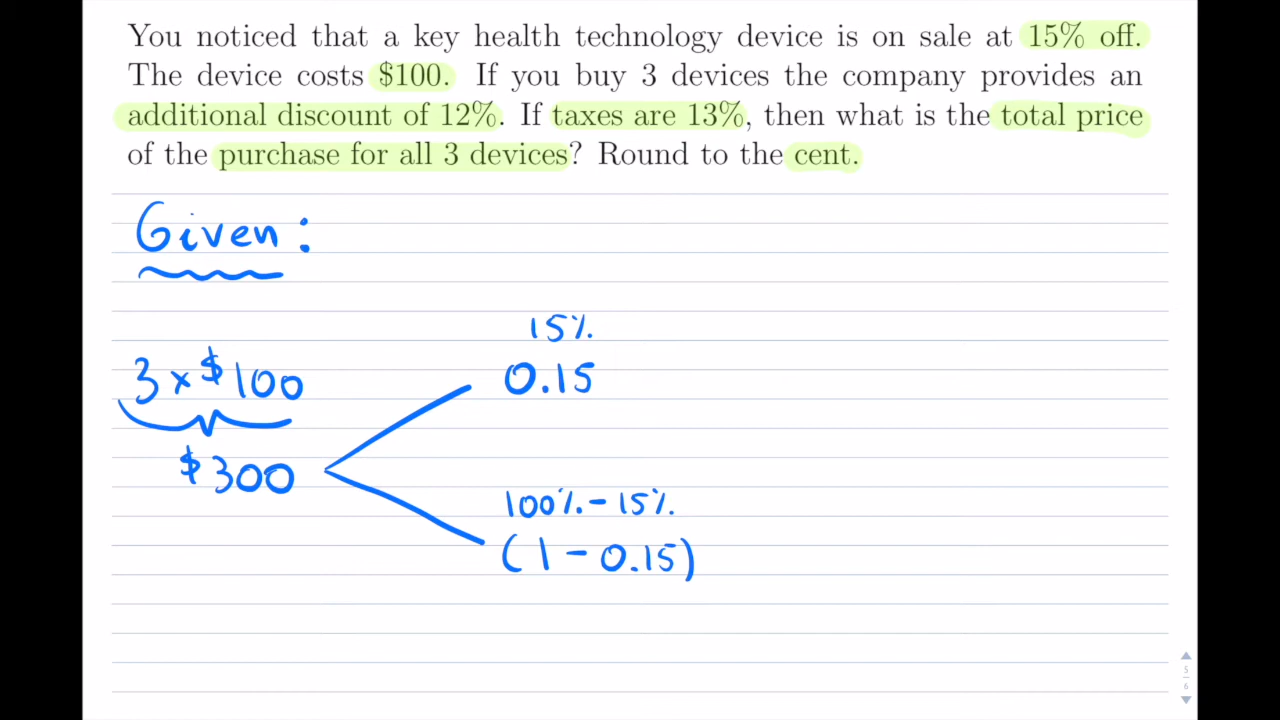 You noticed that a key health technology device is on sale at 15% off.
The device costs $100. If you buy 3 devices the company provides an
additional discount of 12%. If taxes are 13%, then what is the total price
of the purchase for all 3 devices? Round to the cent.
Given:
3 x $100
$300
15%
0.15
100% - 15%
(1 - 0.15)
5
6